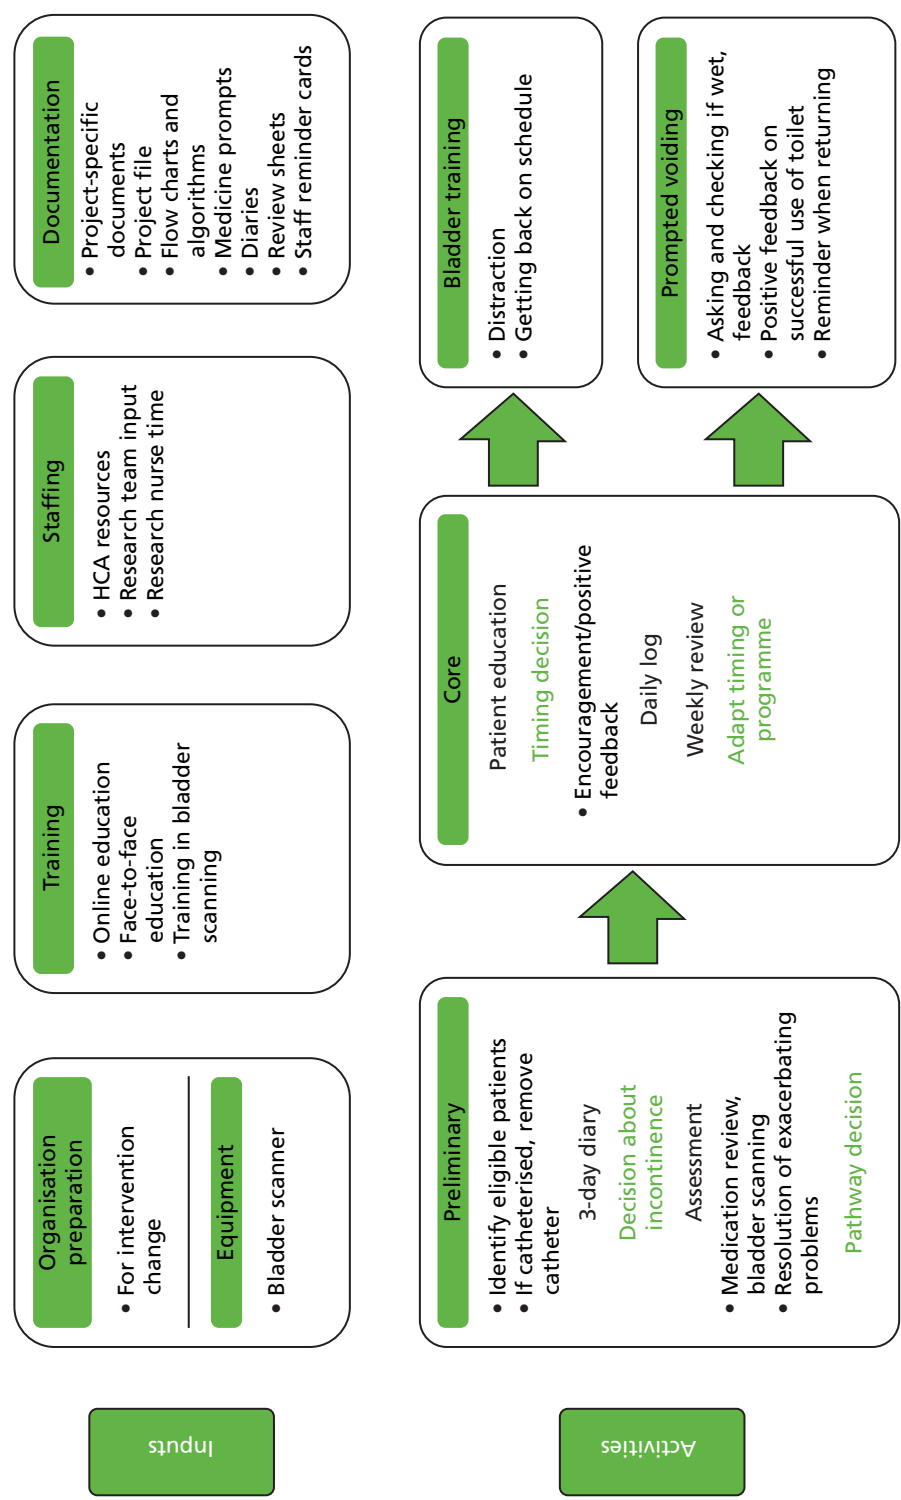 Inputs
Organisation
preparation
• For intervention
change
Equipment
• Bladder scanner
Training
• Online education
• Face-to-face
education
• Training in bladder
scanning
Staffing
• HCA resources
• Research team input
• Research nurse time
Documentation
• Project-specific
documents
• Project file
• Flow charts and
algorithms
• Medicine prompts
• Diaries
• Review sheets
• Staff reminder cards
Activities
Preliminary
• Identify eligible patients
• If catheterised, remove
catheter
3-day diary
Decision about
incontinence
Assessment
• Medication review,
bladder scanning
• Resolution of exacerbating
problems
Pathway decision
Core
Patient education
Timing decision
• Encouragement/positive
feedback
Daily log
Weekly review
Adapt timing or
programme
Bladder training
• Distraction
• Getting back on schedule
Prompted voiding
• Asking and checking if wet,
feedback
• Positive feedback on
successful use of toilet
• Reminder when returning